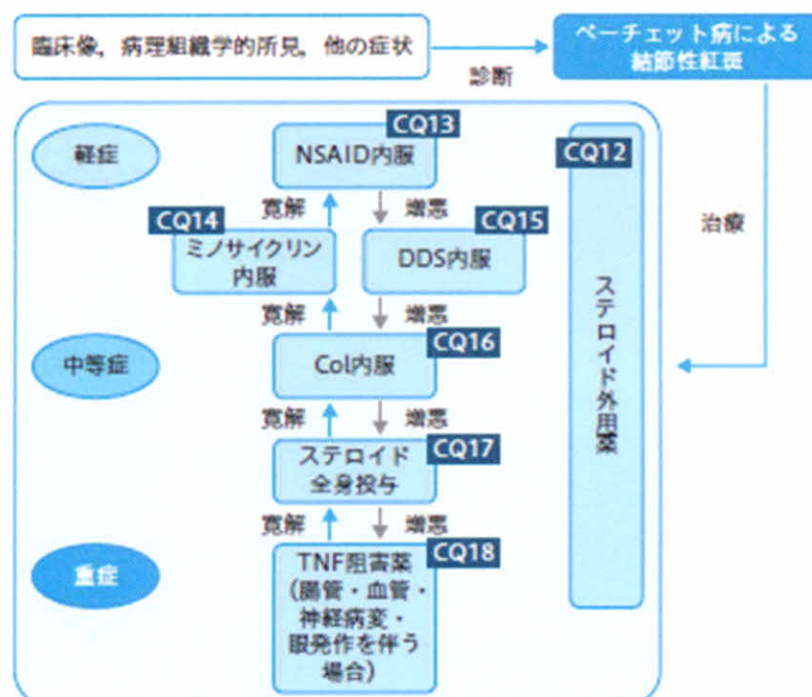 臨床像，病理組織学的所見，他の症状
診断
ベーチェット病による
結節性紅斑
治療
軽症
CQ13
NSAID内服
寛解
増悪
CQ14
ミノサイクリン
内服
CQ15
DDS内服
寛解
増悪
中等症
CQ16
Col内服
寛解
増悪
CQ17
ステロイド
全身投与
寛解
増悪
重症
CQ18
TNF阻害薬
(腸管・血管・
神経病変・
眼発作を伴う
場合)
CQ12
ステロイド外用薬